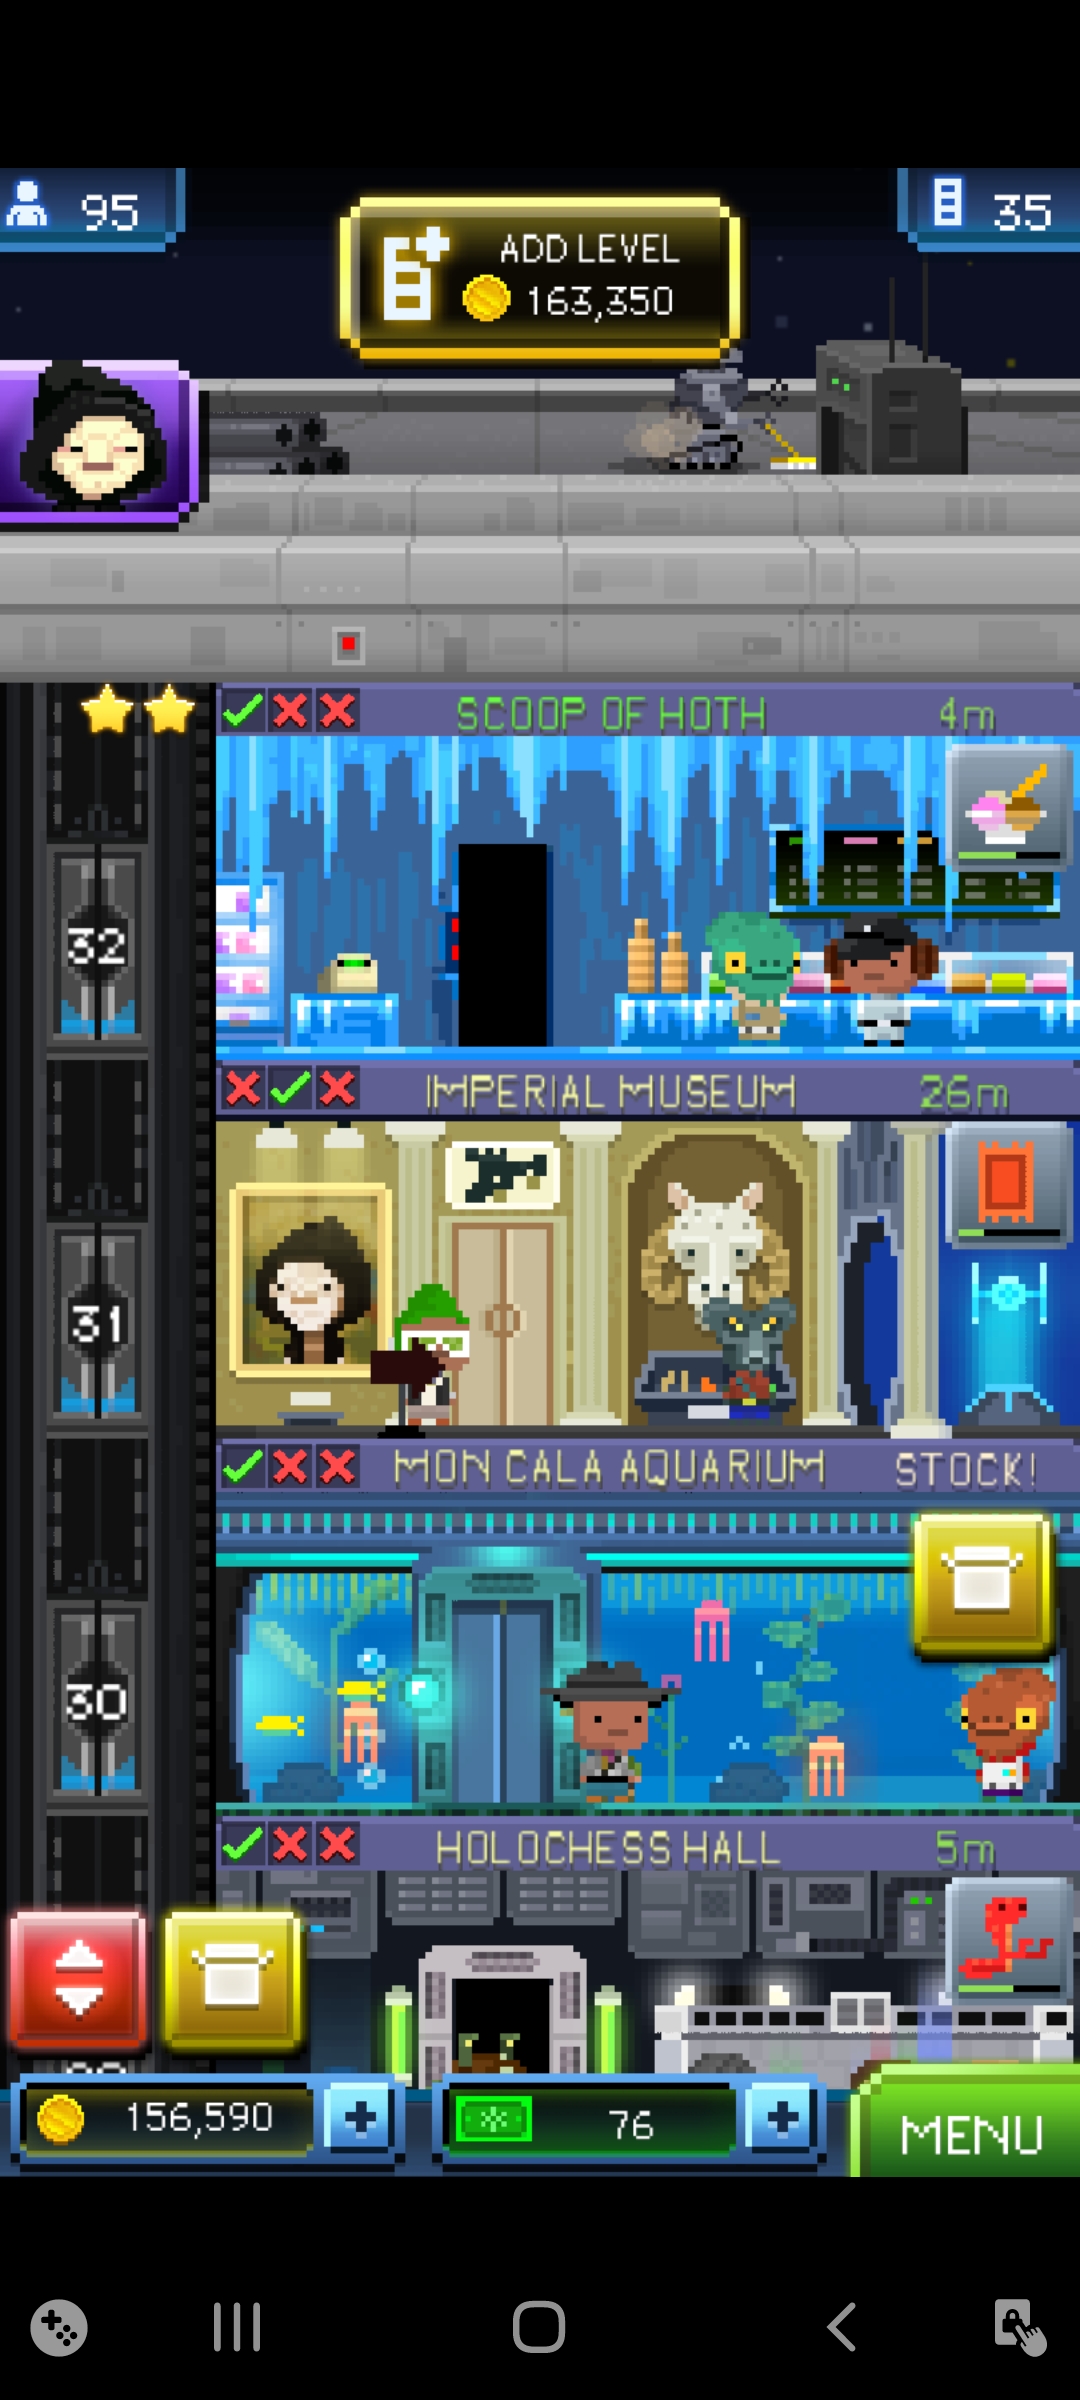 95
ADD LEVEL
163,350
35
SCOOP OF HOTH 4m
32
IMPERIAL MUSEUM 26m
31
MON CALA AQUARIUM STOCK!
30
HOLOCHESS HALL 5m
156,590
76
MENU